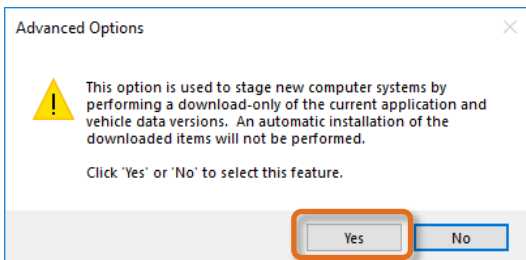 Advanced Options
This option is used to stage new computer systems by
performing a download-only of the current application and
vehicle data versions.  An automatic installation of the
downloaded items will not be performed.
Click 'Yes' or 'No' to select this feature.
Yes No